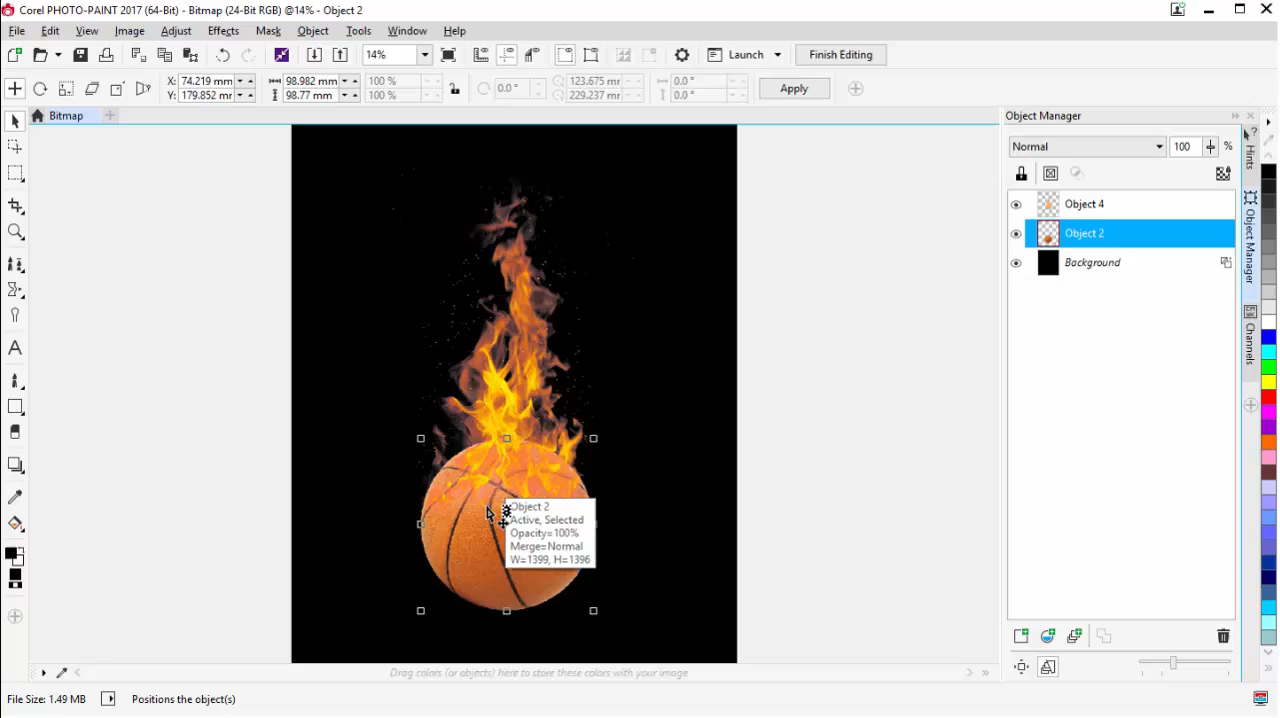 Corel PHOTO-PAINT 2017 (64-Bit) - Bitmap (24-Bit RGB) @14% - Object 2
File Edit View Image Adjust Effects Mask Object Tools Window Help
14% Launch Finish Editing
X: 74.219 mm 98.982 mm 100 % 0.0 ° 123.675 mm 0.0 ° Apply
Y: 179.852 mm 98.77 mm 100 % 229.237 mm 0.0 °
Bitmap
Object Manager
Normal 100 %
Object 4
Object 2
Background
Hints
Object Manager
Channels
Object 2
Active, Selected
Opacity=100%
Merge=Normal
W=1399, H=1396
Drag colors (or objects) here to store these colors with your image
File Size: 1.49 MB Positions the object(s)